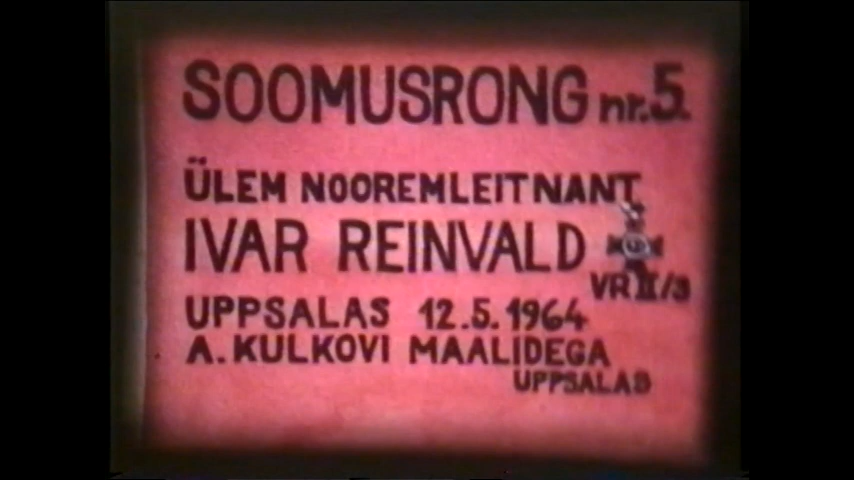 SOOMUSRONG nr.5.
ÜLEM NOOREMLEITNANT
IVAR REINVALD
VR II/3
UPPSALAS 12.5.1964
A. KULKOVI MAALIDEGA
UPPSALAS